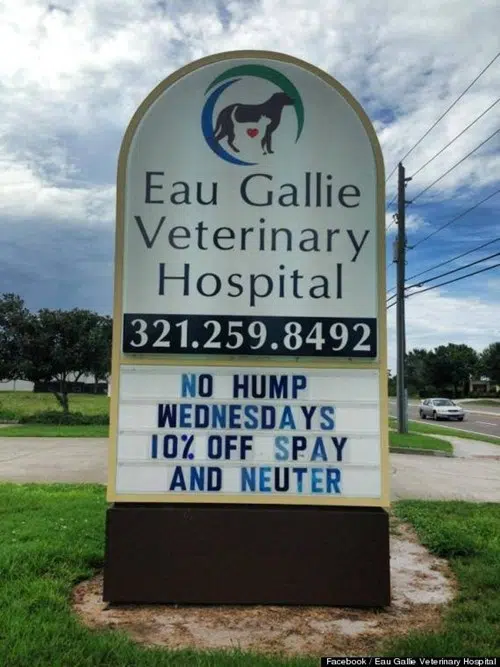 Eau Gallie
Veterinary
Hospital
321.259.8492
NO HUMP
WEDNESDAYS
10% OFF SPAY
AND NEUTER
Facebook / Eau Gallie Veterinary Hospital